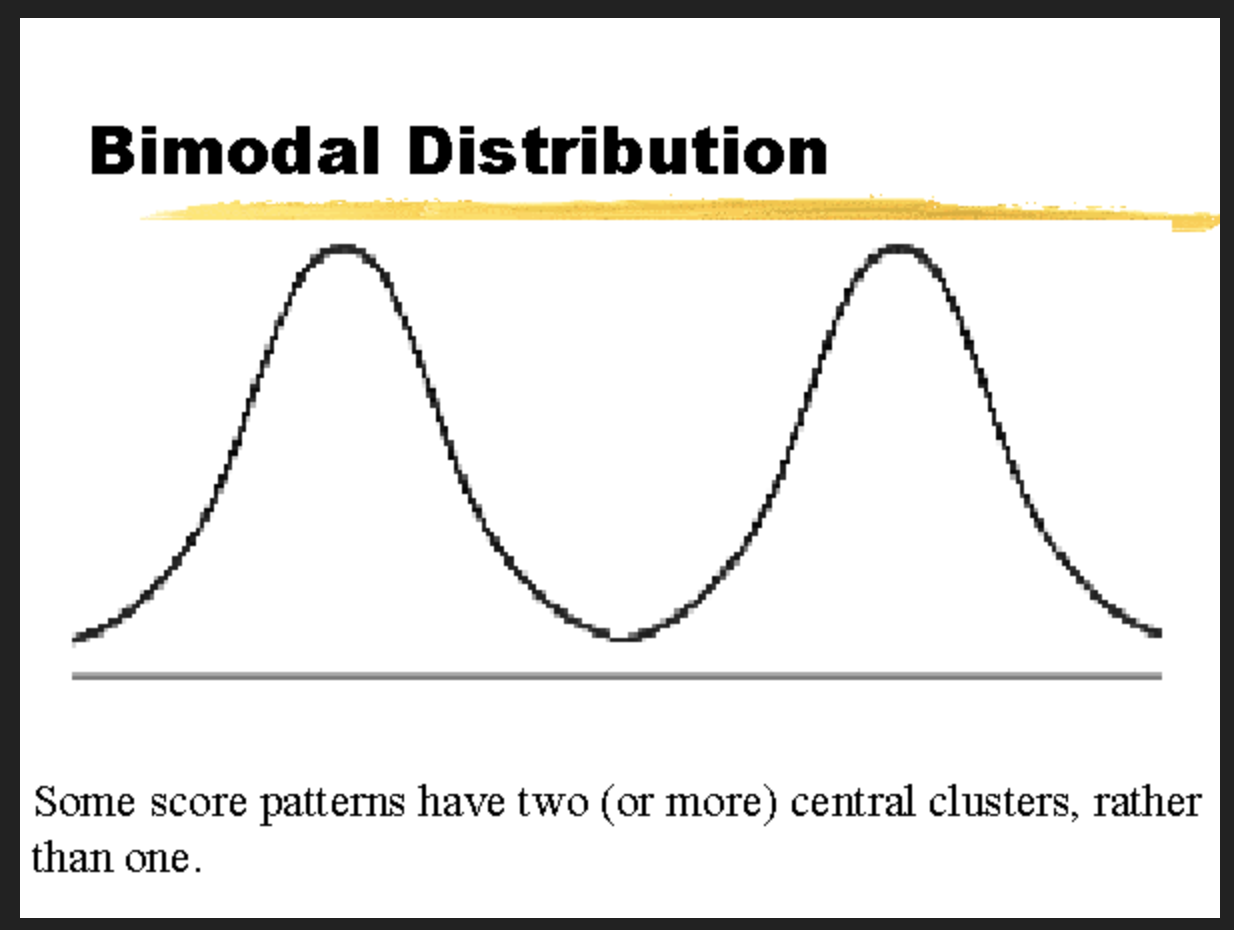 Bimodal Distribution
Some score patterns have two (or more) central clusters, rather
than one.